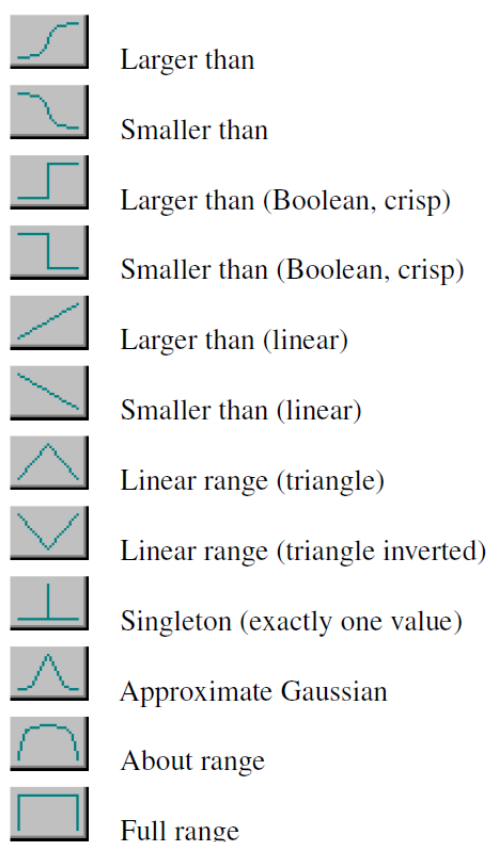 Larger than
Smaller than
Larger than (Boolean, crisp)
Smaller than (Boolean, crisp)
Larger than (linear)
Smaller than (linear)
Linear range (triangle)
Linear range (triangle inverted)
Singleton (exactly one value)
Approximate Gaussian
About range
Full range